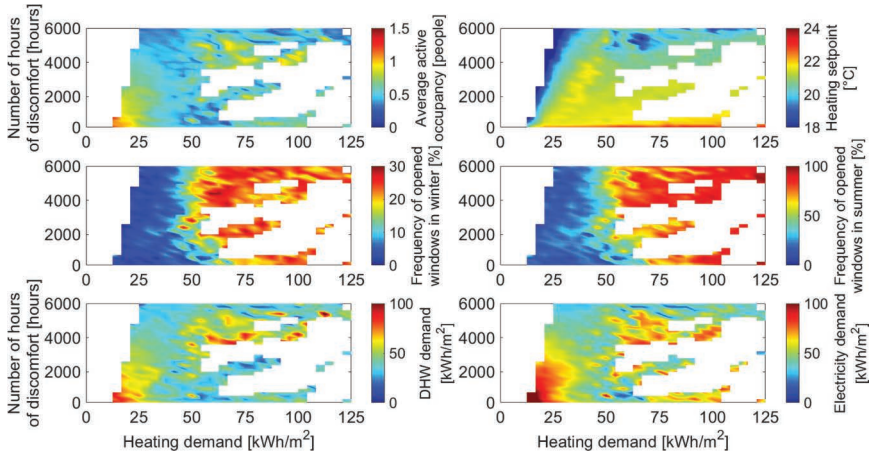 Number of hours
of discomfort [hours]
6000
4000
2000
0
0 25 50 75 100 125
1.5
1
0.5
0
Average active
occupancy [people]
6000
4000
2000
0
0 25 50 75 100 125
24
22
20
18
Heating setpoint
[°C]
6000
4000
2000
0
0 25 50 75 100 125
30
20
10
0
Frequency of opened
windows in winter [%]
6000
4000
2000
0
0 25 50 75 100 125
100
50
0
Frequency of opened
windows in summer [%]
Number of hours
of discomfort [hours]
6000
4000
2000
0
0 25 50 75 100 125
Heating demand [kWh/m²]
100
50
0
DHW demand
[kWh/m²]
6000
4000
2000
0
0 25 50 75 100 125
Heating demand [kWh/m²]
100
50
0
Electricity demand
[kWh/m²]